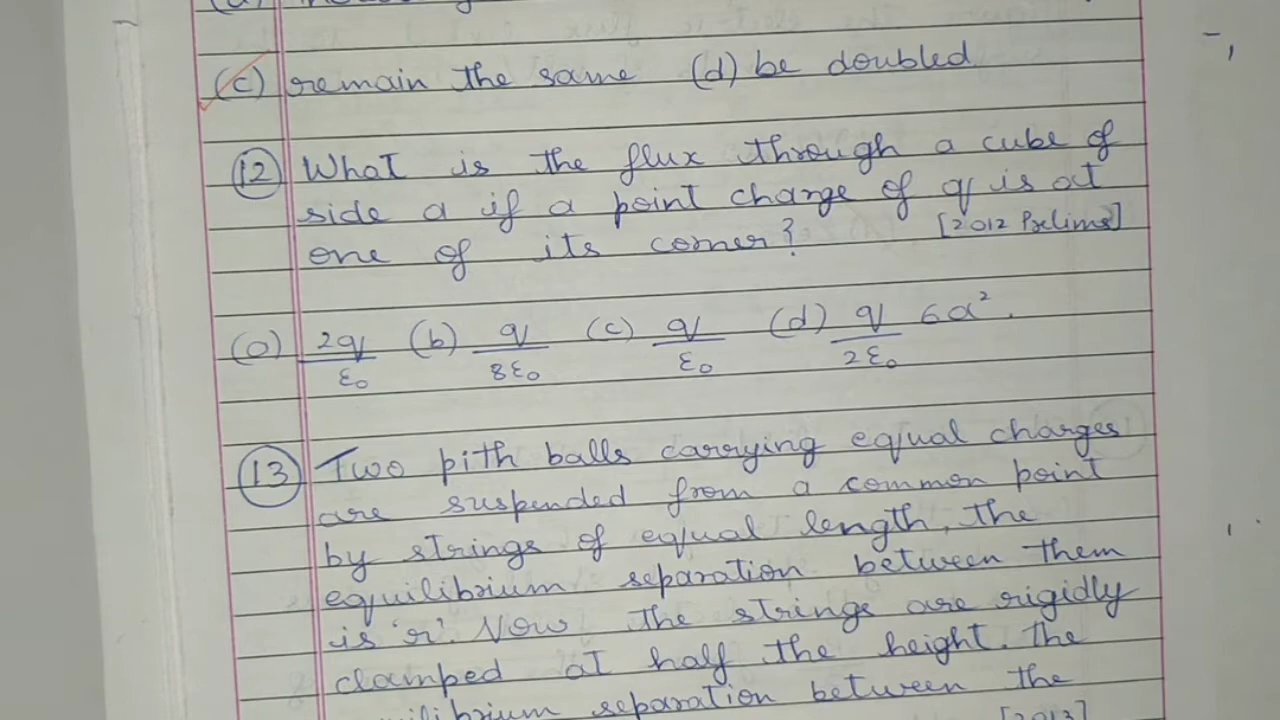 (c) remain the same (d) be doubled
(12) What is the flux through a cube of
side a if a point charge of q is at
one of its corner? [2012 Prelims]
(a) 2q/ε₀ (b) q/8ε₀ (c) q/ε₀ (d) q/2ε₀ 6a².
(13) Two pith balls carrying equal charges
are suspended from a common point
by strings of equal length, The
equilibrium separation between them
is 'r'. Now the strings are rigidly
clamped at half the height. The
equilibrium separation between the
[2013]